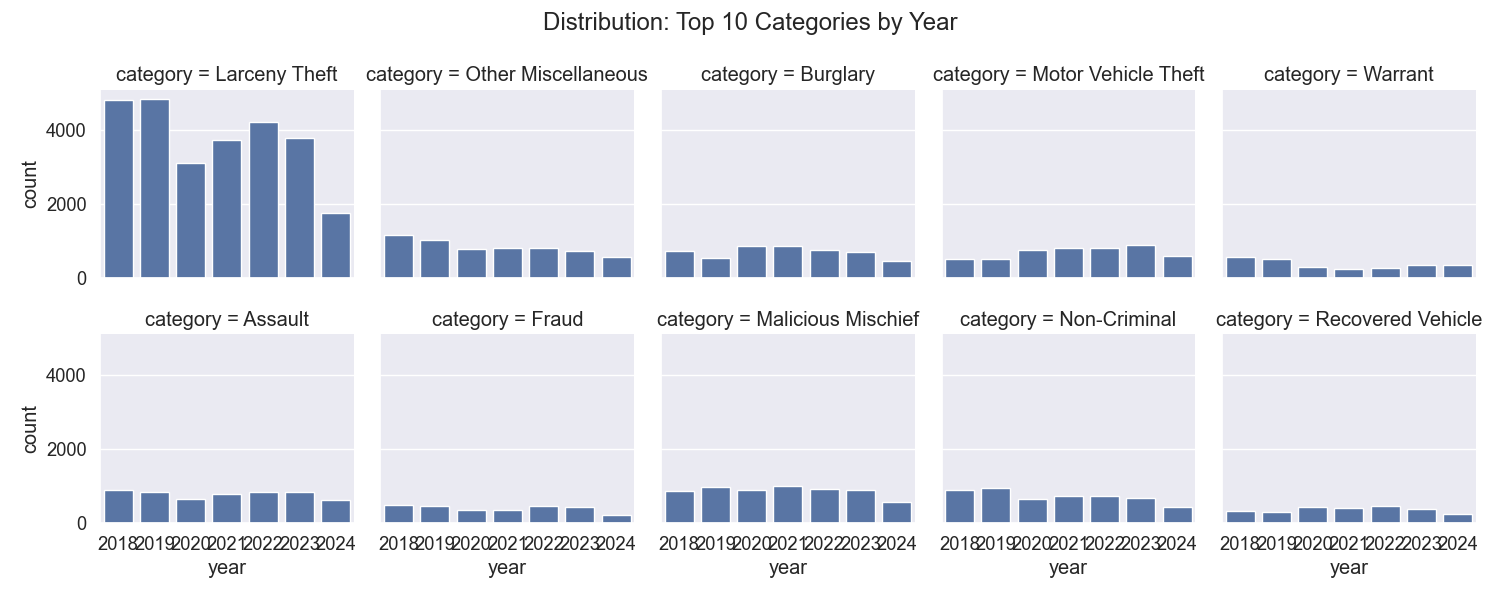 Distribution: Top 10 Categories by Year
category = Larceny Theft
category = Other Miscellaneous
category = Burglary
category = Motor Vehicle Theft
category = Warrant
count
4000
2000
0
category = Assault
category = Fraud
category = Malicious Mischief
category = Non-Criminal
category = Recovered Vehicle
count
4000
2000
0
2018 2019 2020 2021 2022 2023 2024
2018 2019 2020 2021 2022 2023 2024
2018 2019 2020 2021 2022 2023 2024
2018 2019 2020 2021 2022 2023 2024
2018 2019 2020 2021 2022 2023 2024
year
year
year
year
year